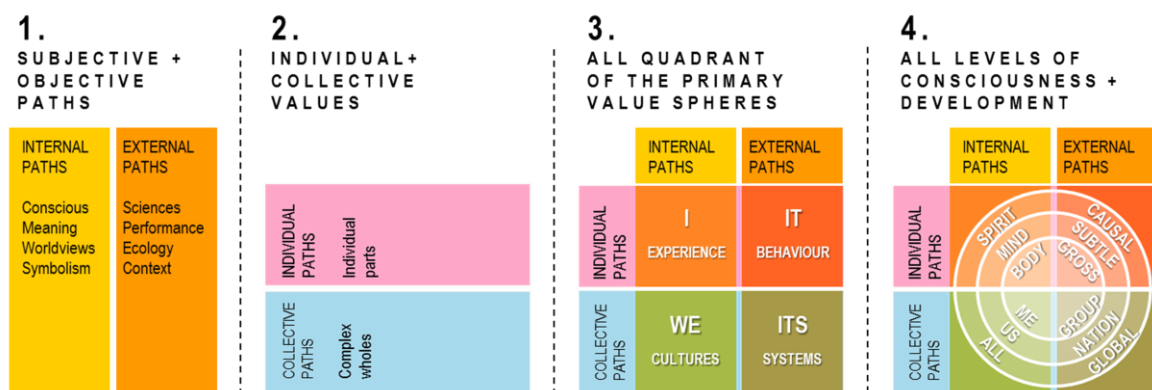 1.
SUBJECTIVE +
OBJECTIVE
PATHS
INTERNAL
PATHS
Conscious
Meaning
Worldviews
Symbolism
EXTERNAL
PATHS
Sciences
Performance
Ecology
Context
2.
INDIVIDUAL+
COLLECTIVE
VALUES
INDIVIDUAL
PATHS
Individual
parts
COLLECTIVE
PATHS
Complex
wholes
3.
ALL QUADRANT
OF THE PRIMARY
VALUE SPHERES
INTERNAL
PATHS
EXTERNAL
PATHS
INDIVIDUAL
PATHS
I
EXPERIENCE
IT
BEHAVIOUR
COLLECTIVE
PATHS
WE
CULTURES
ITS
SYSTEMS
4.
ALL LEVELS OF
CONSCIOUSNESS +
DEVELOPMENT
INTERNAL
PATHS
EXTERNAL
PATHS
INDIVIDUAL
PATHS
SPIRIT
MIND
BODY
CAUSAL
SUBTLE
GROSS
COLLECTIVE
PATHS
ME
US
ALL
GROUP
NATION
GLOBAL